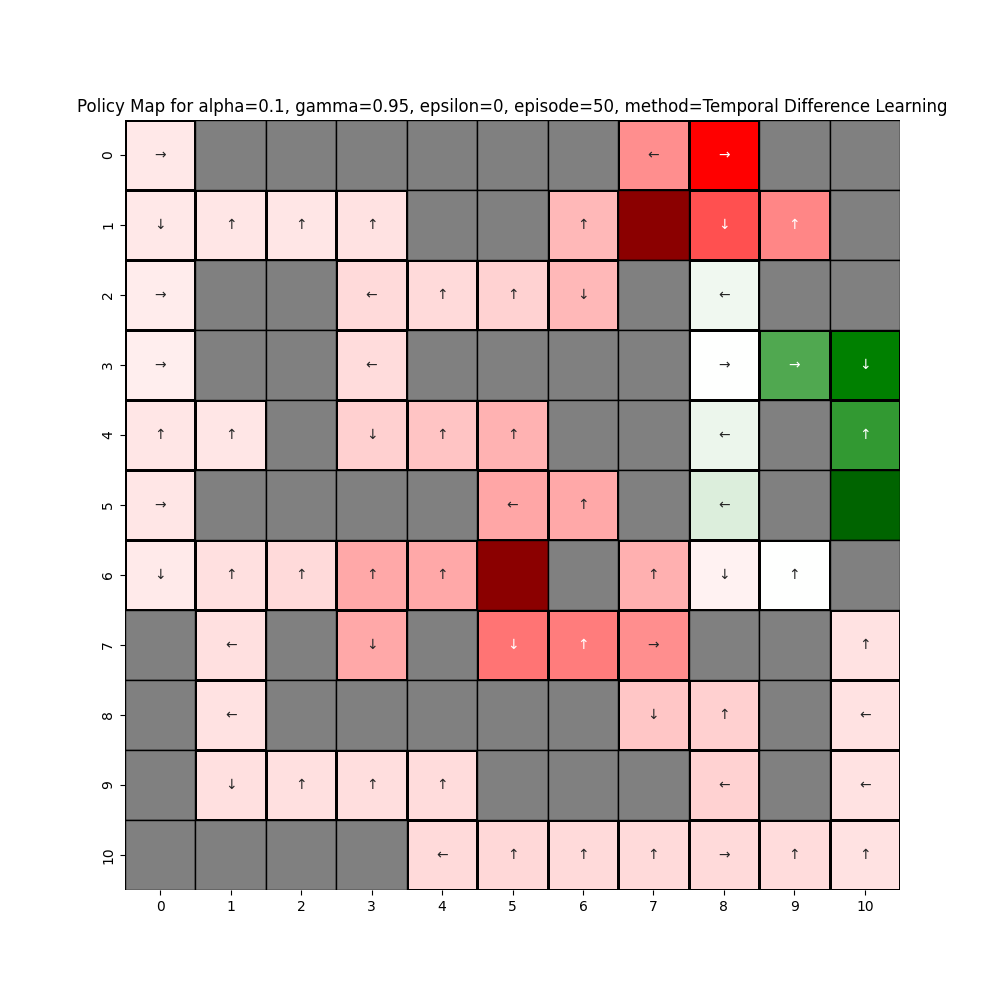 Policy Map for alpha=0.1, gamma=0.95, epsilon=0, episode=50, method=Temporal Difference Learning
0 → ← →
1 ↓ ↑ ↑ ↑ ↑ ↓ ↑
2 → ← ↑ ↑ ↓ ←
3 → ← → → ↓
4 ↑ ↑ ↓ ↑ ↑ ← ↑
5 → ← ↑ ←
6 ↓ ↑ ↑ ↑ ↑ ↑ ↓ ↑
7 ← ↓ ↓ ↑ → ↑
8 ← ↓ ↑ ←
9 ↓ ↑ ↑ ↑ ← ←
10 ← ↑ ↑ ↑ → ↑ ↑
0 1 2 3 4 5 6 7 8 9 10